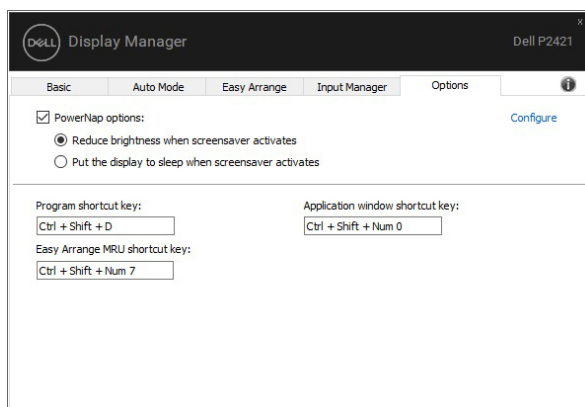 x
DELL Display Manager Dell P2421
Basic Auto Mode Easy Arrange Input Manager Options
PowerNap options: Configure
Reduce brightness when screensaver activates
Put the display to sleep when screensaver activates
Program shortcut key: Application window shortcut key:
Ctrl + Shift + D Ctrl + Shift + Num 0
Easy Arrange MRU shortcut key:
Ctrl + Shift + Num 7